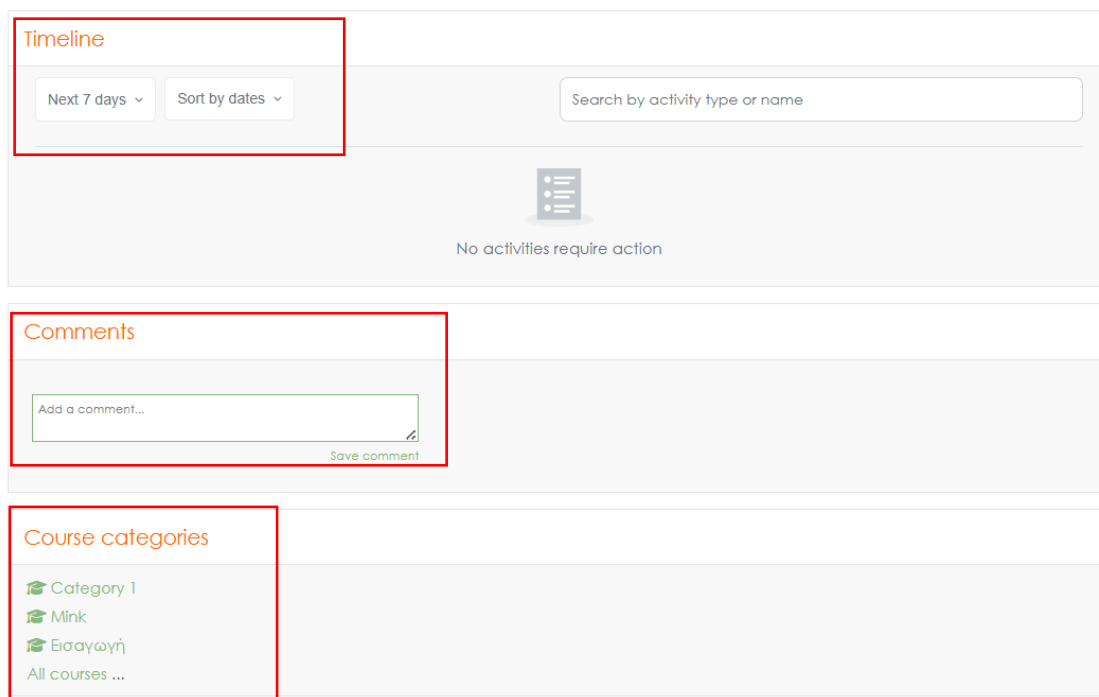 Timeline
Next 7 days
Sort by dates
Search by activity type or name
No activities require action
Comments
Add a comment...
Save comment
Course categories
Category 1
Mink
Εισαγωγή
All courses ...